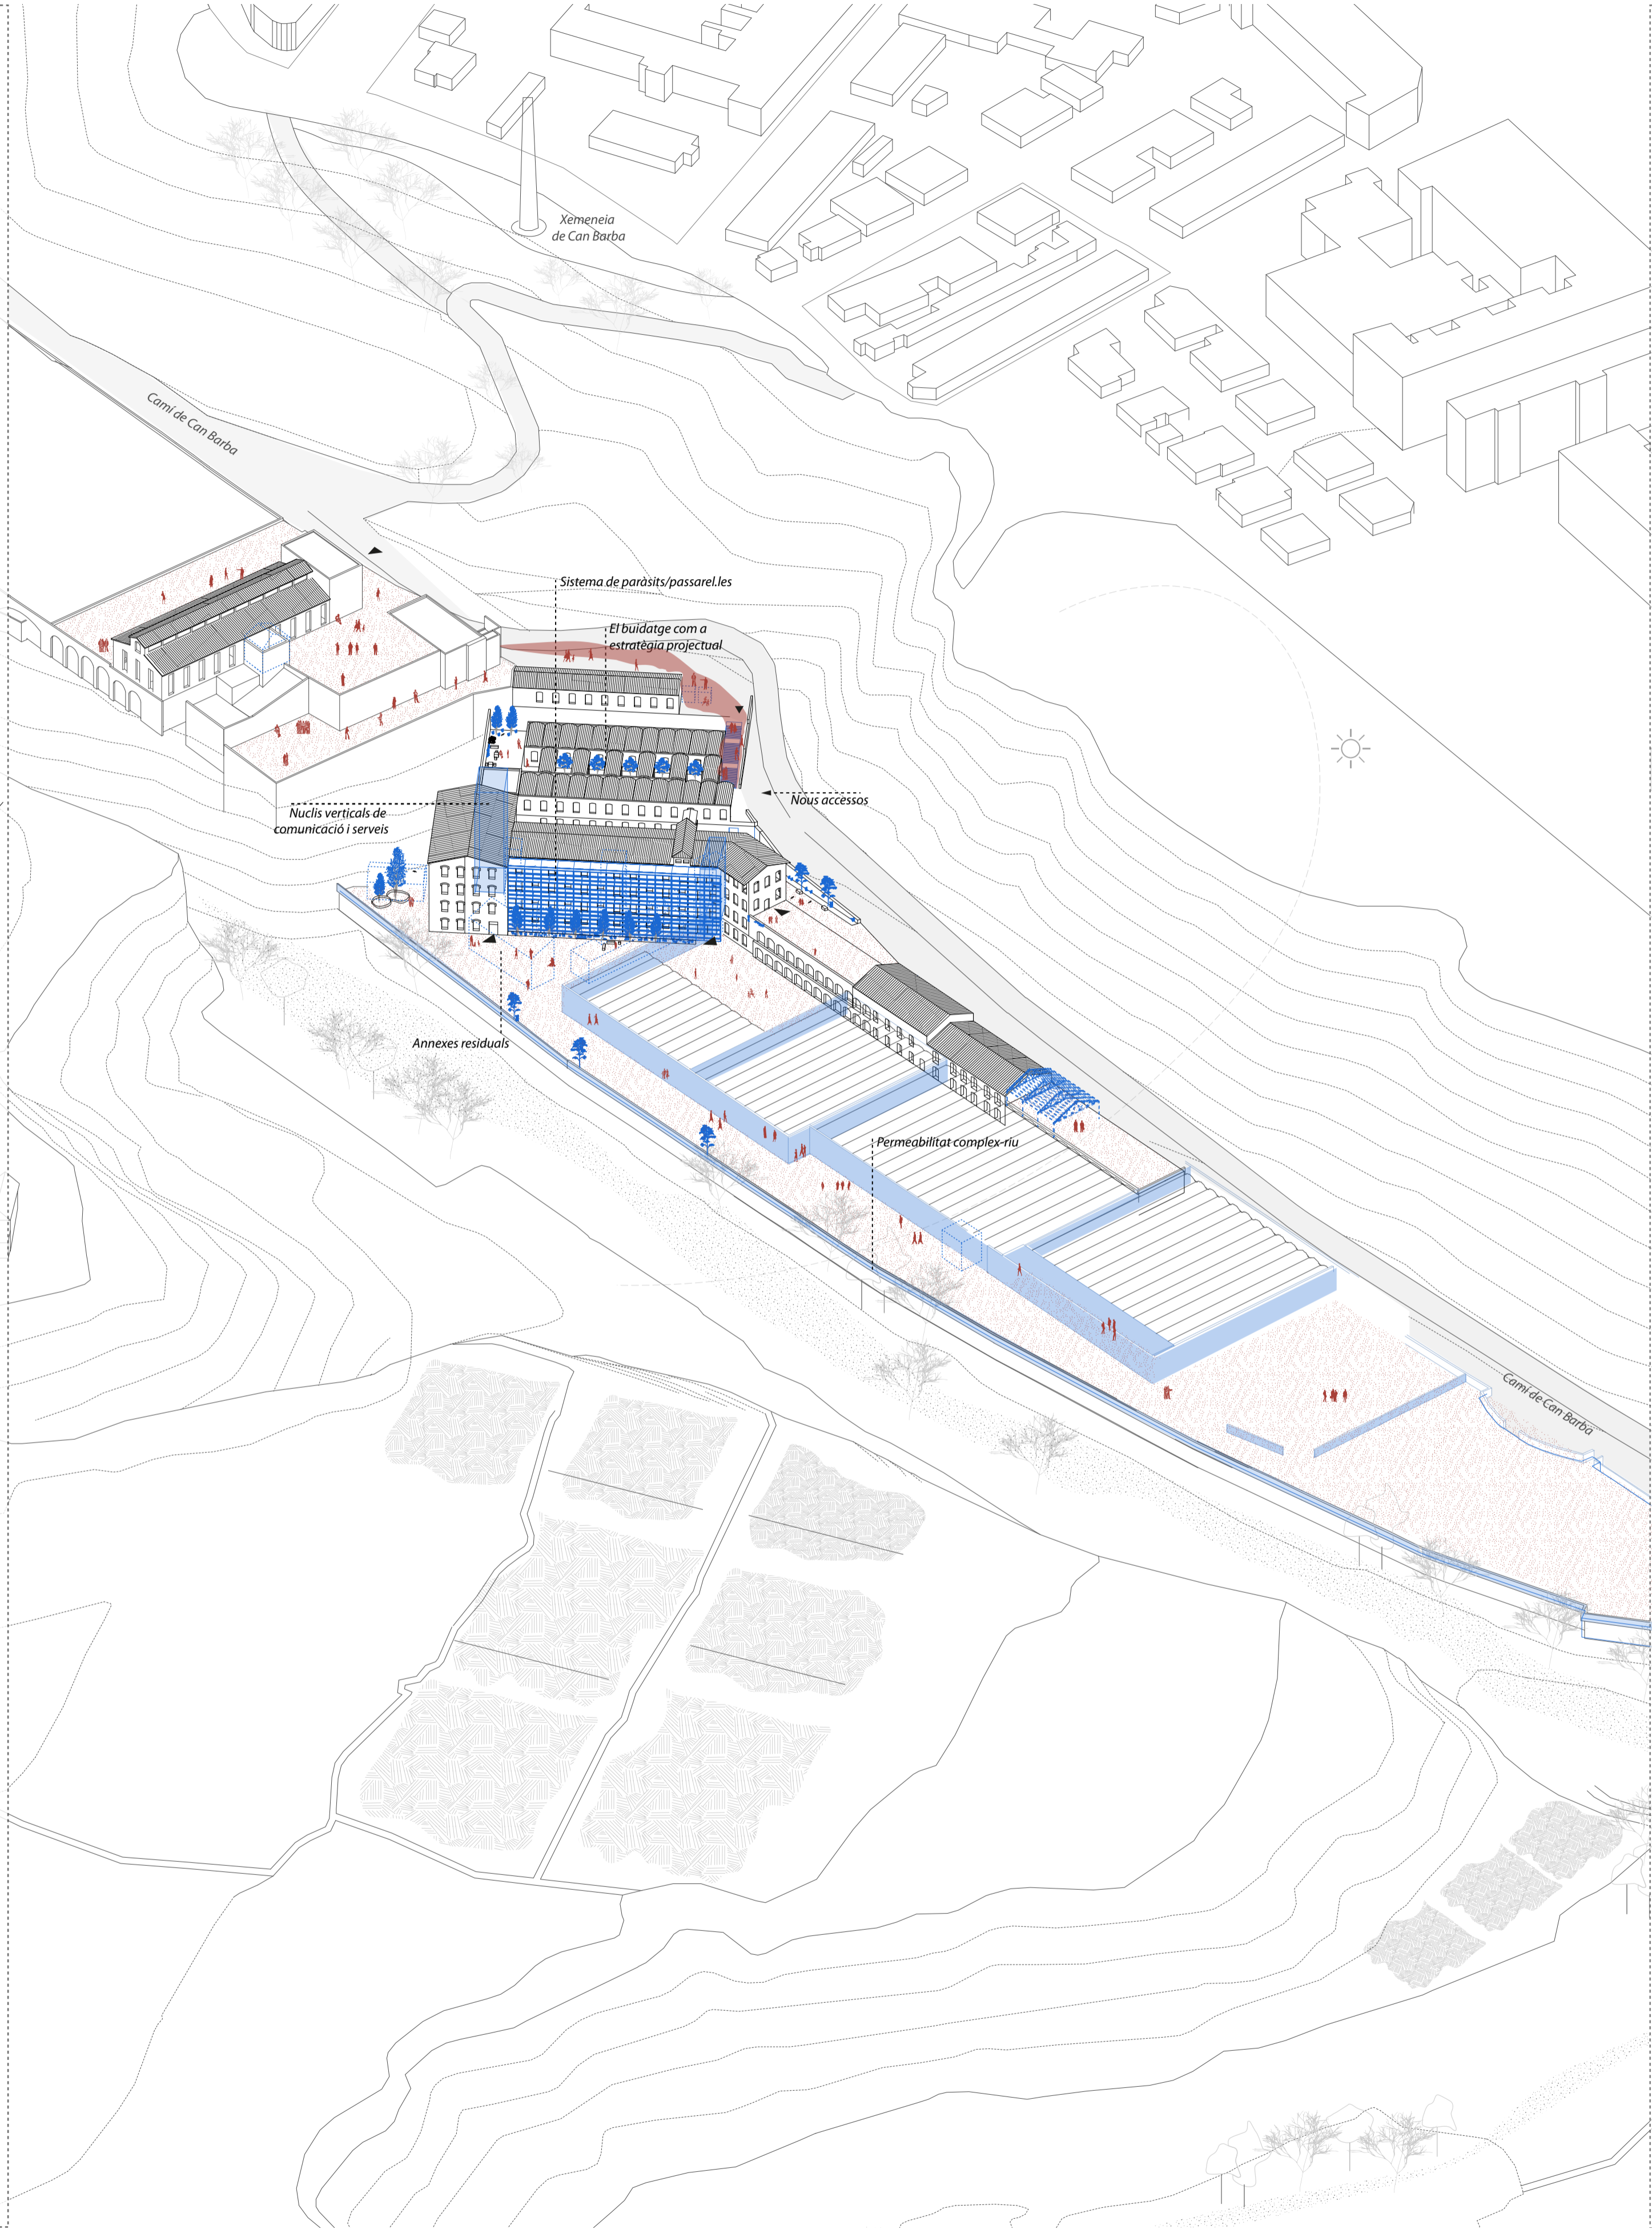 Xemeneia
de Can Barba
Camí de Can Barba
Sistema de paràsits/passarel.les
El buidatge com a
estratègia projectual
Nous accessos
Nuclis verticals de
comunicació i serveis
Annexes residuals
Permeabilitat complex-riu
Camí de Can Barba